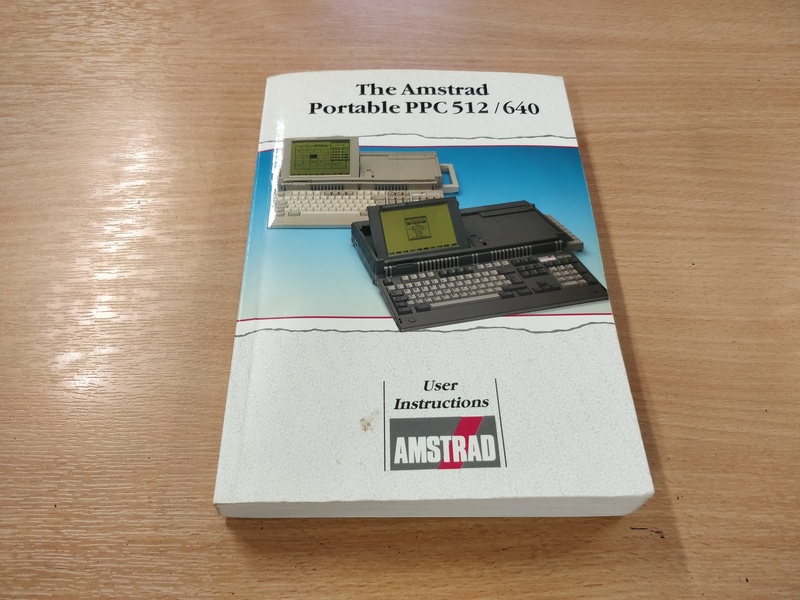 The Amstrad
Portable PPC 512 / 640
User
Instructions
AMSTRAD